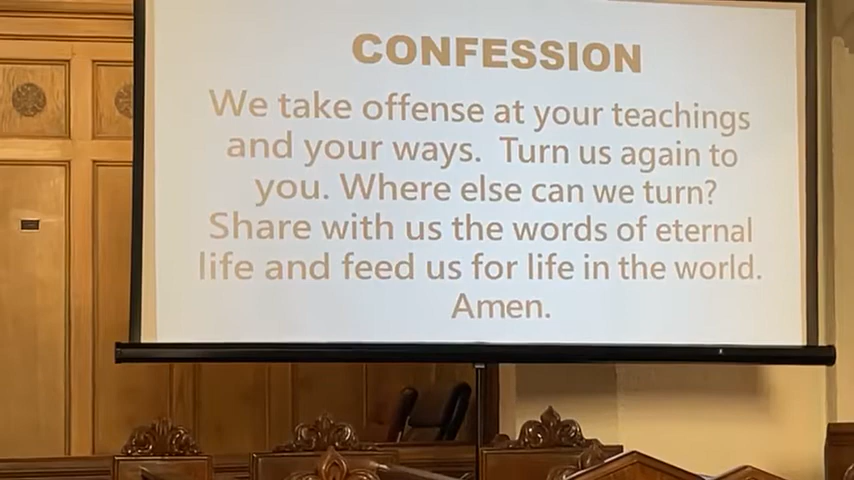 CONFESSION
We take offense at your teachings
and your ways. Turn us again to
you. Where else can we turn?
Share with us the words of eternal
life and feed us for life in the world.
Amen.